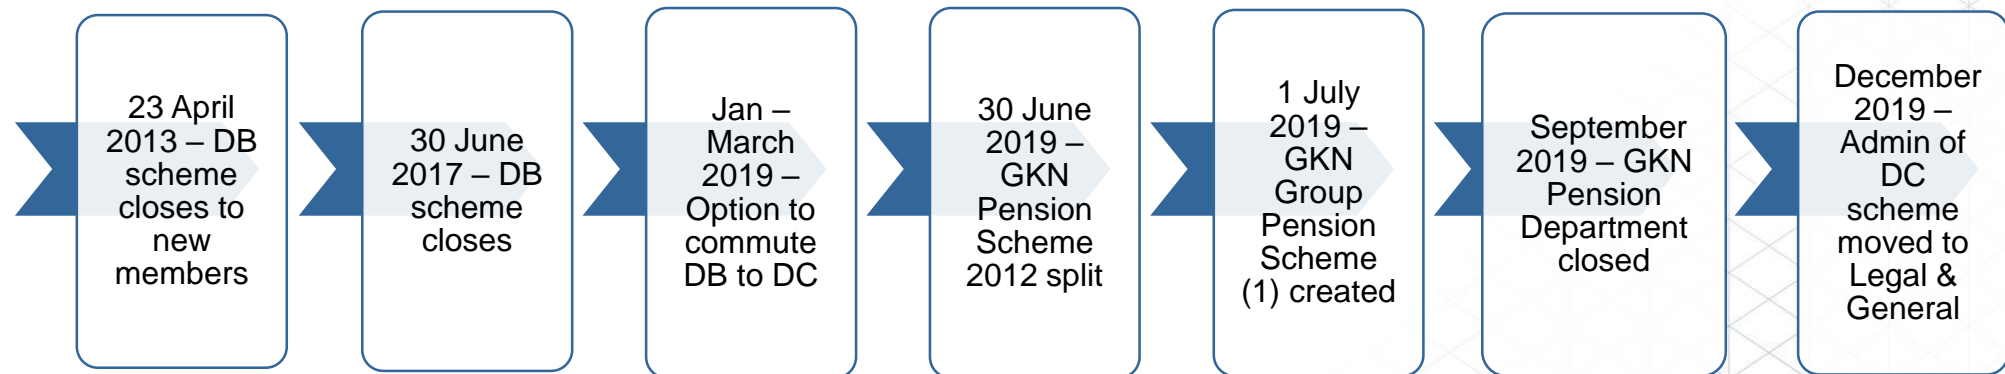 23 April
2013 – DB
scheme
closes to
new
members
30 June
2017 – DB
scheme
closes
Jan –
March
2019 –
Option to
commute
DB to DC
30 June
2019 –
GKN
Pension
Scheme
2012 split
1 July
2019 –
GKN
Group
Pension
Scheme
(1) created
September
2019 – GKN
Pension
Department
closed
December
2019 –
Admin of
DC
scheme
moved to
Legal &
General